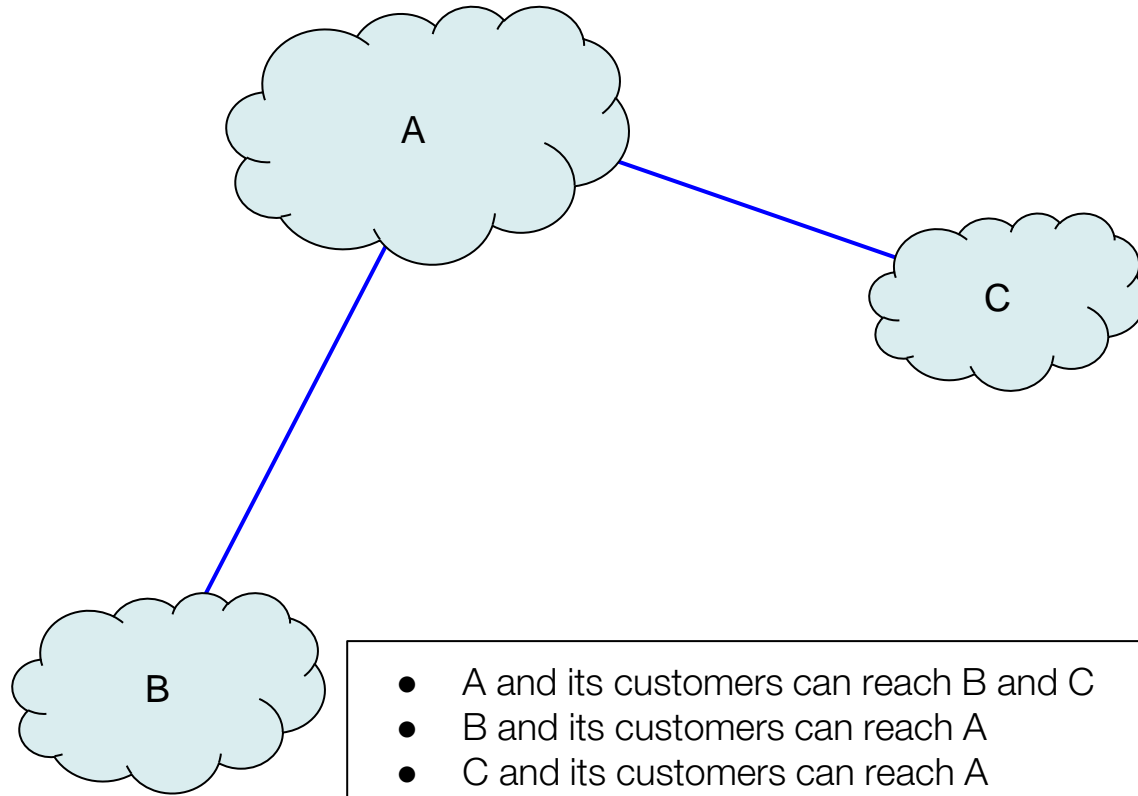 A
C
B
● A and its customers can reach B and C
● B and its customers can reach A
● C and its customers can reach A